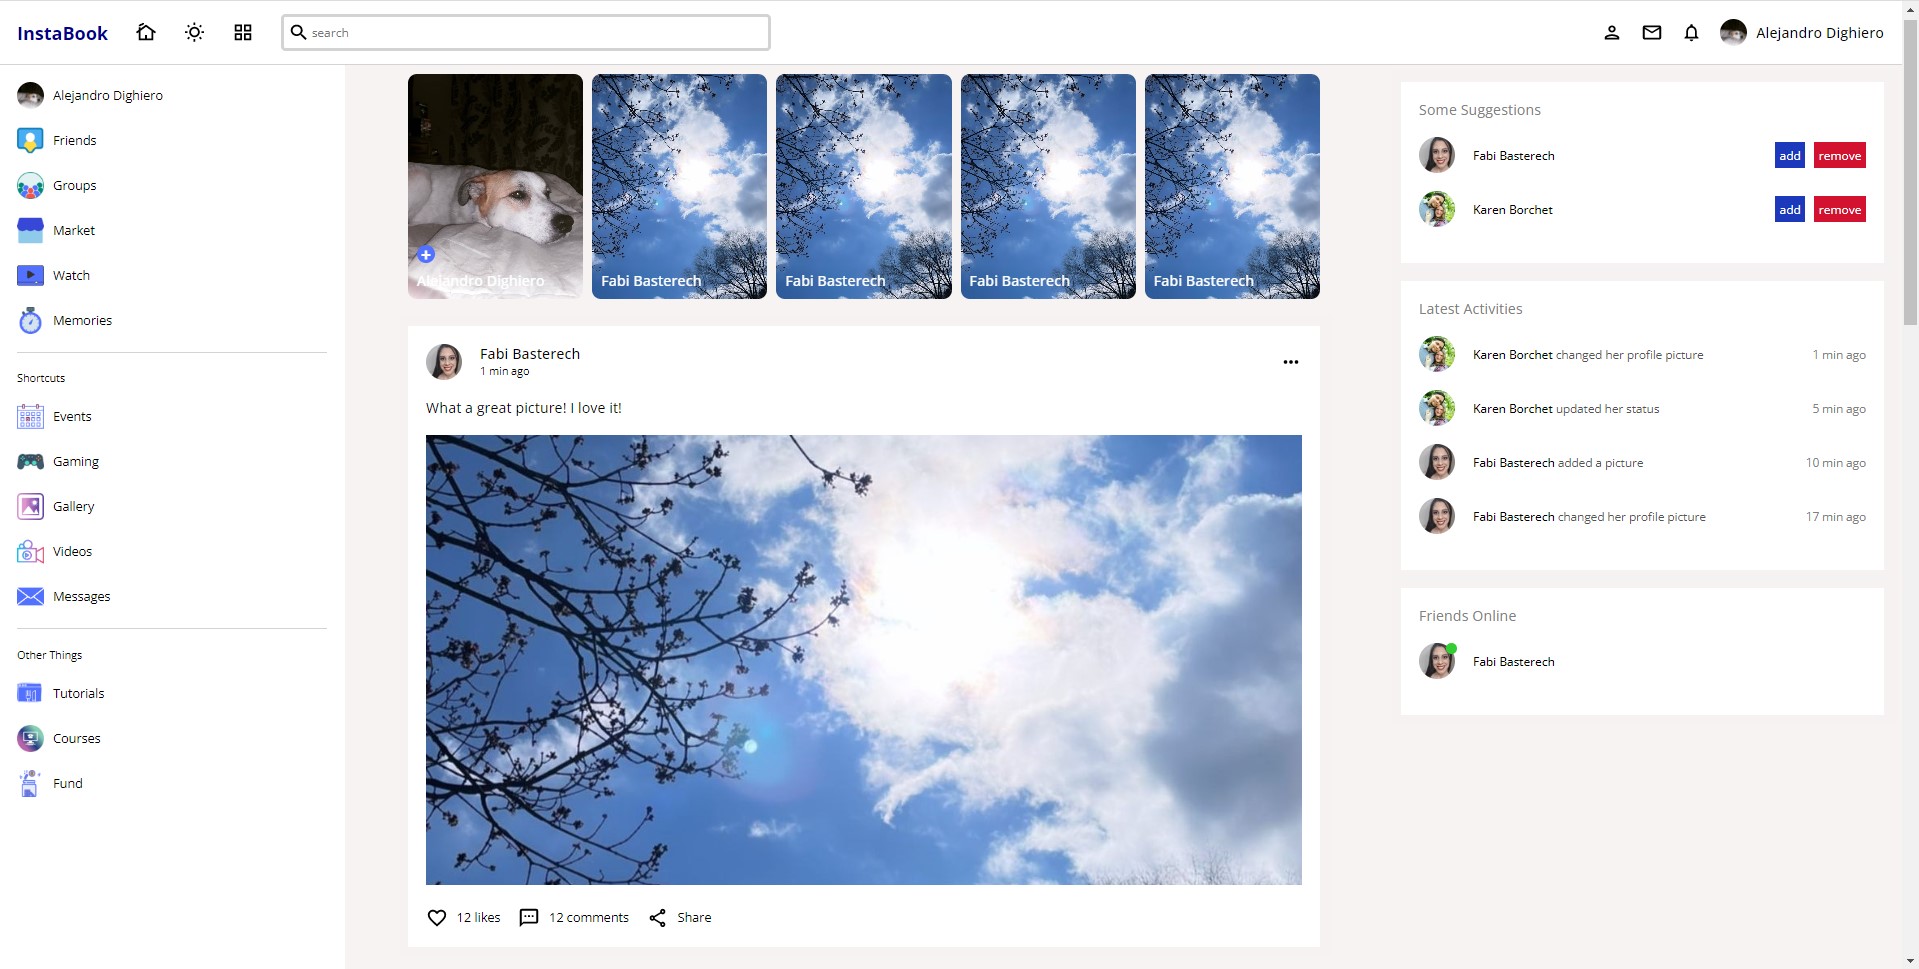 InstaBook
search
Alejandro Dighiero
Alejandro Dighiero
Friends
Groups
Market
Watch
Memories
Shortcuts
Events
Gaming
Gallery
Videos
Messages
Other Things
Tutorials
Courses
Fund
Alejandro Dighiero
Fabi Basterech
Fabi Basterech
Fabi Basterech
Fabi Basterech
Fabi Basterech
1 min ago
What a great picture! I love it!
12 likes
12 comments
Share
Some Suggestions
Fabi Basterech add remove
Karen Borchet add remove
Latest Activities
Karen Borchet changed her profile picture 1 min ago
Karen Borchet updated her status 5 min ago
Fabi Basterech added a picture 10 min ago
Fabi Basterech changed her profile picture 17 min ago
Friends Online
Fabi Basterech